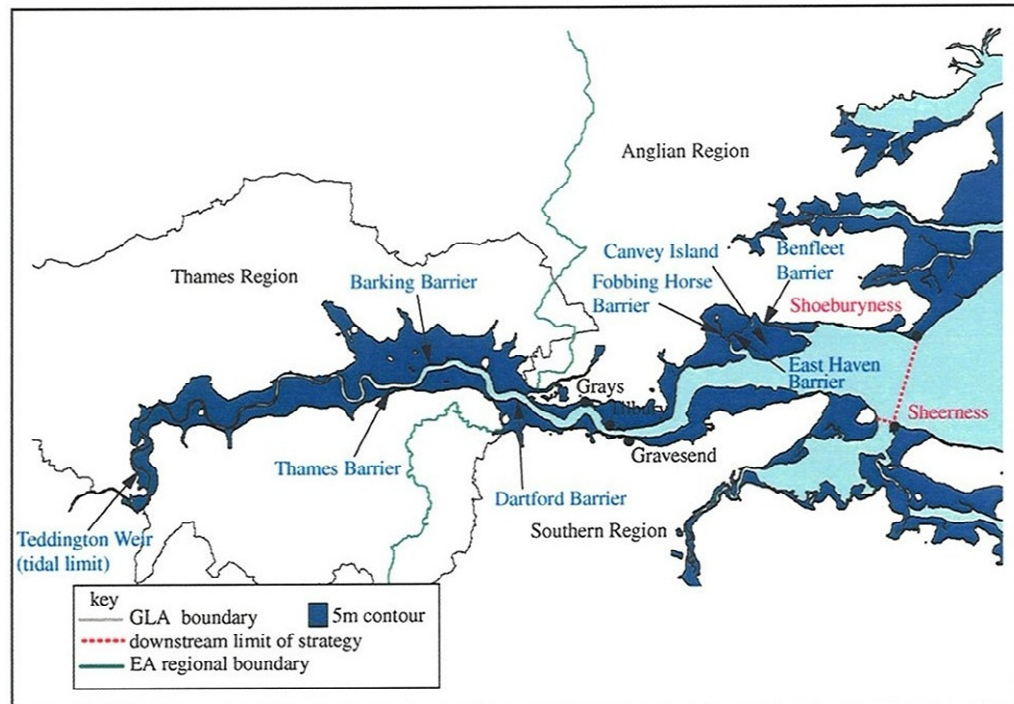 Anglian Region
Canvey Island
Benfleet
Barrier
Fobbing Horse
Barrier
Thames Region
Barking Barrier
Shoeburyness
East Haven
Barrier
Grays
Tilbury
Sheerness
Gravesend
Thames Barrier
Dartford Barrier
Southern Region
Teddington Weir
(tidal limit)
key
GLA boundary
5m contour
downstream limit of strategy
EA regional boundary